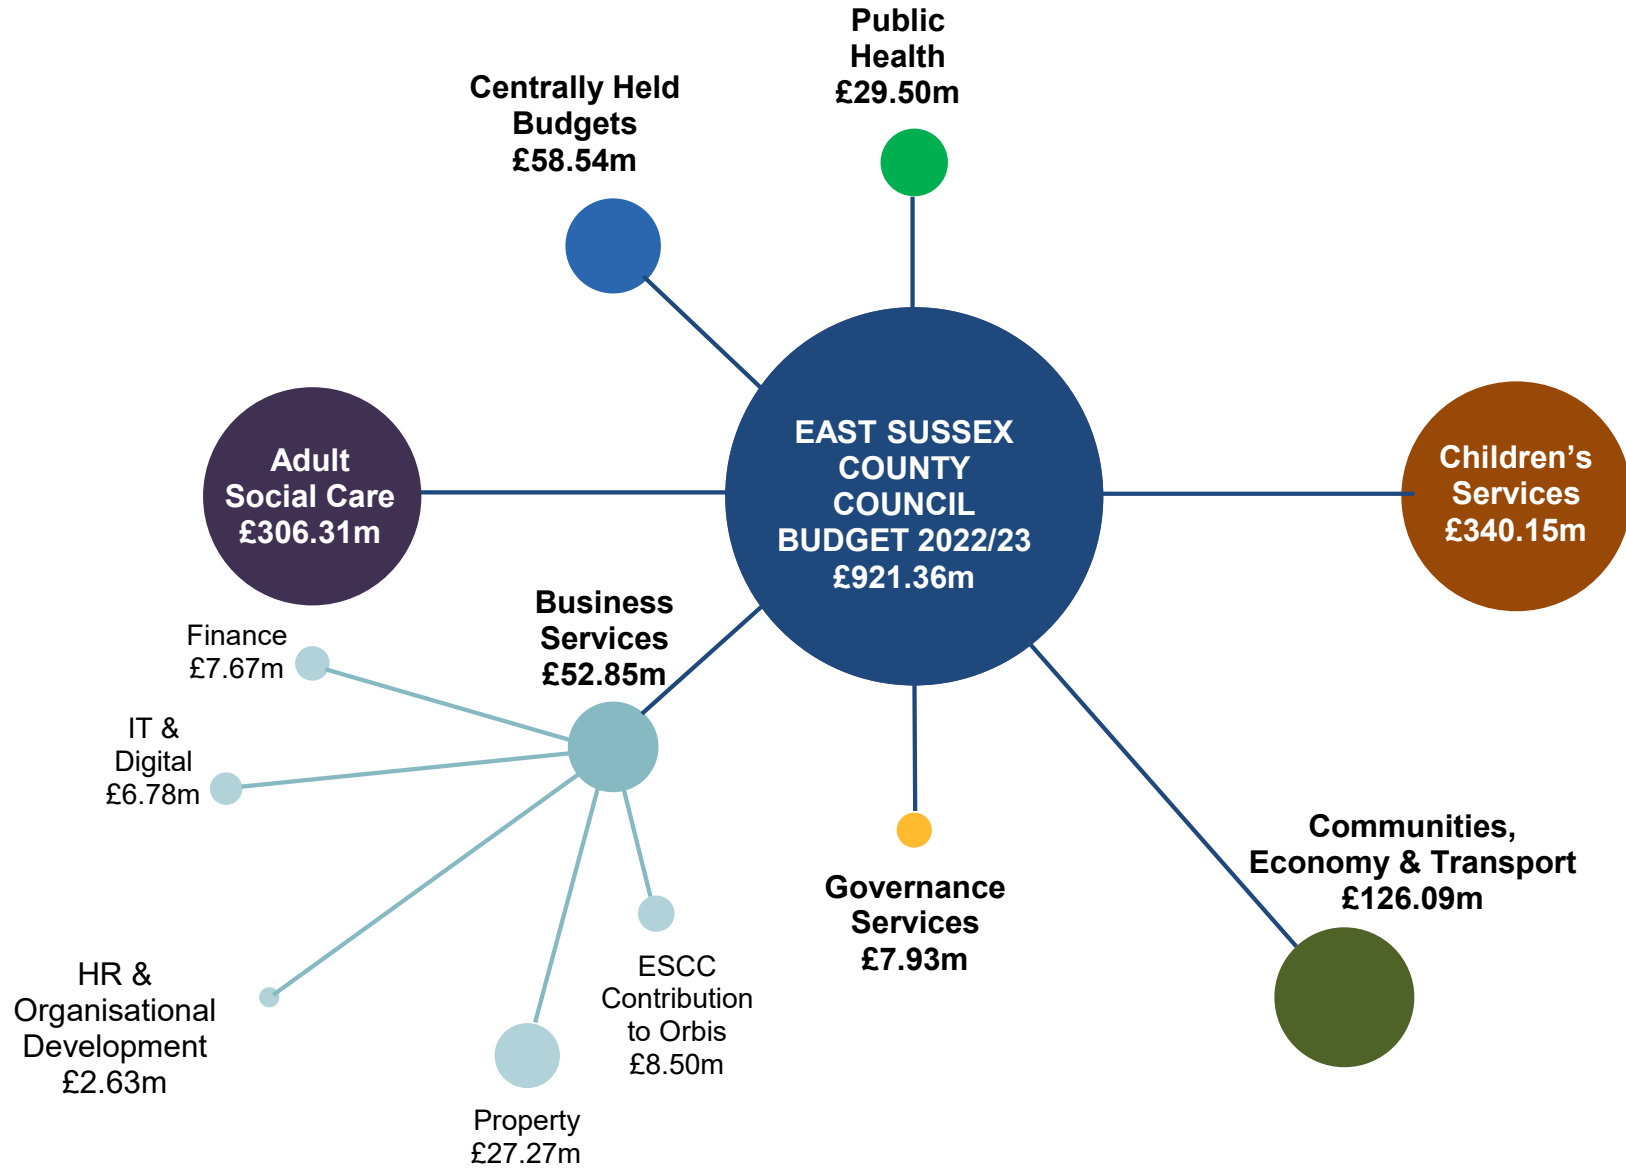 Public
Health
£29.50m
Centrally Held
Budgets
£58.54m
EAST SUSSEX
COUNTY
COUNCIL
BUDGET 2022/23
£921.36m
Adult
Social Care
£306.31m
Children’s
Services
£340.15m
Business
Services
£52.85m
Finance
£7.67m
IT &
Digital
£6.78m
HR &
Organisational
Development
£2.63m
Property
£27.27m
ESCC
Contribution
to Orbis
£8.50m
Governance
Services
£7.93m
Communities,
Economy & Transport
£126.09m